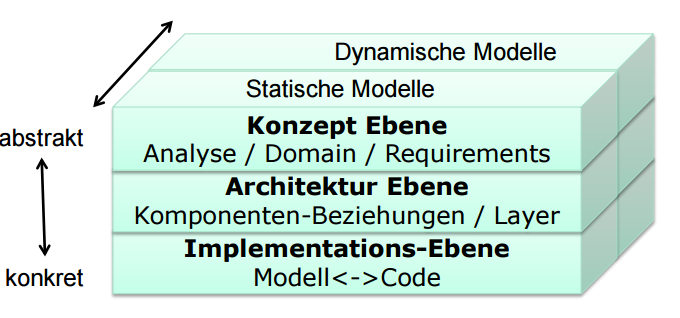 Dynamische Modelle
Statische Modelle
abstrakt
Konzept Ebene
Analyse / Domain / Requirements
Architektur Ebene
Komponenten-Beziehungen / Layer
Implementations-Ebene
konkret
Modell<->Code